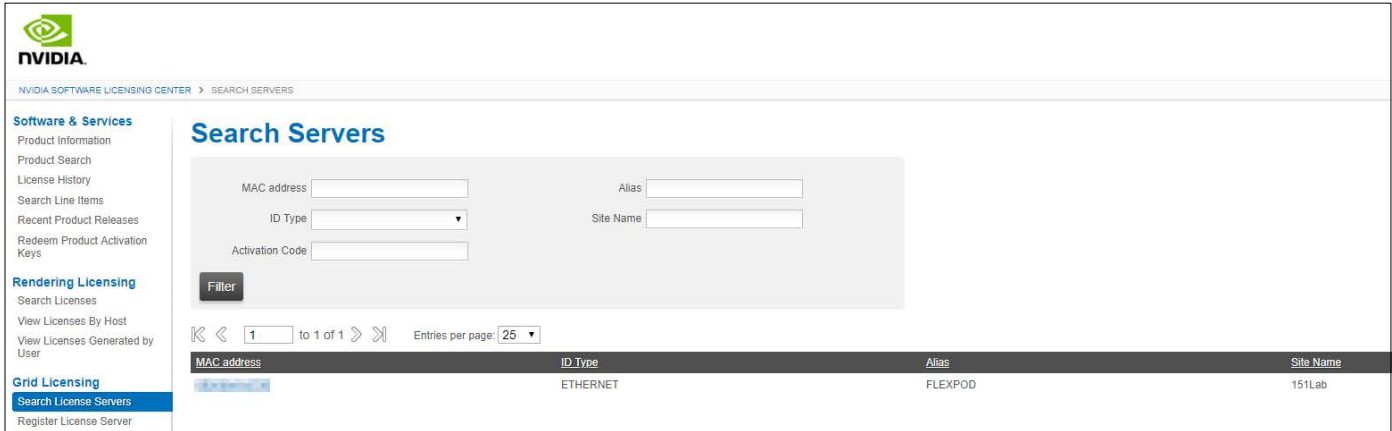 NVIDIA.
NVIDIA SOFTWARE LICENSING CENTER > SEARCH SERVERS
Software & Services
Product Information
Product Search
License History
Search Line Items
Recent Product Releases
Redeem Product Activation
Keys
Rendering Licensing
Search Licenses
View Licenses By Host
View Licenses Generated by
User
Grid Licensing
Search License Servers
Register License Server
Search Servers
MAC address Alias
ID Type Site Name
Activation Code
Filter
1 to 1 of 1 Entries per page: 25
MAC address ID Type Alias Site Name
ETHERNET FLEXPOD 151Lab